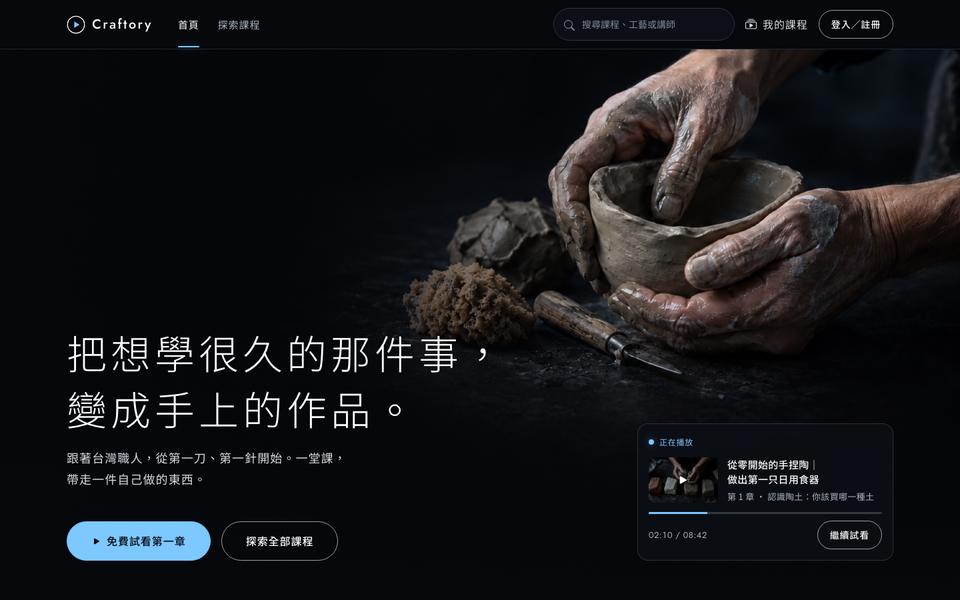 Craftory
首頁
探索課程
搜尋課程、工藝或講師
我的課程
登入／註冊
把想學很久的那件事，
變成手上的作品。
跟著台灣職人，從第一刀、第一針開始。一堂課，
帶走一件自己做的東西。
免費試看第一章
探索全部課程
正在播放
從零開始的手捏陶｜
做出第一只日用食器
第 1 章 · 認識陶土：你該買哪一種土
02:10 / 08:42
繼續試看